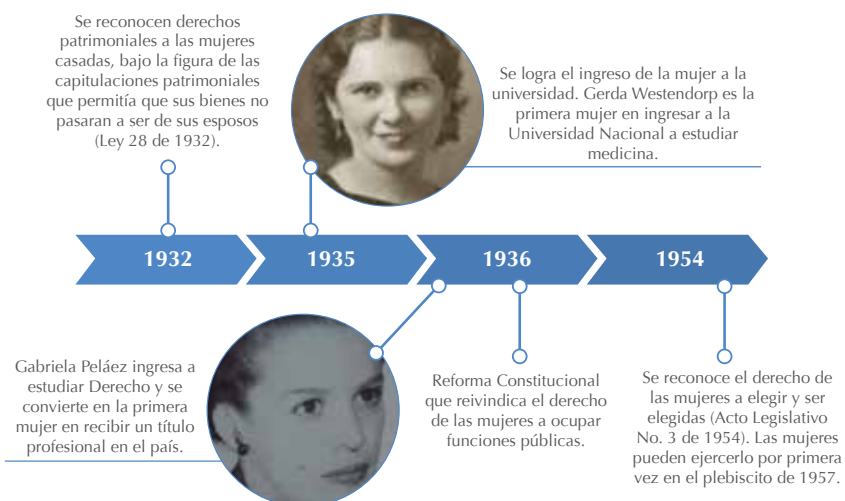 Se reconocen derechos
patrimoniales a las mujeres
casadas, bajo la figura de las
capitulaciones patrimoniales
que permitía que sus bienes no
pasaran a ser de sus esposos
(Ley 28 de 1932).
Se logra el ingreso de la mujer a la
universidad. Gerda Westendorp es la
primera mujer en ingresar a la
Universidad Nacional a estudiar
medicina.
1932
1935
1936
1954
Gabriela Peláez ingresa a
estudiar Derecho y se
convierte en la primera
mujer en recibir un título
profesional en el país.
Reforma Constitucional
que reivindica el derecho
de las mujeres a ocupar
funciones públicas.
Se reconoce el derecho de
las mujeres a elegir y ser
elegidas (Acto Legislativo
No. 3 de 1954). Las mujeres
pueden ejercerlo por primera
vez en el plebiscito de 1957.